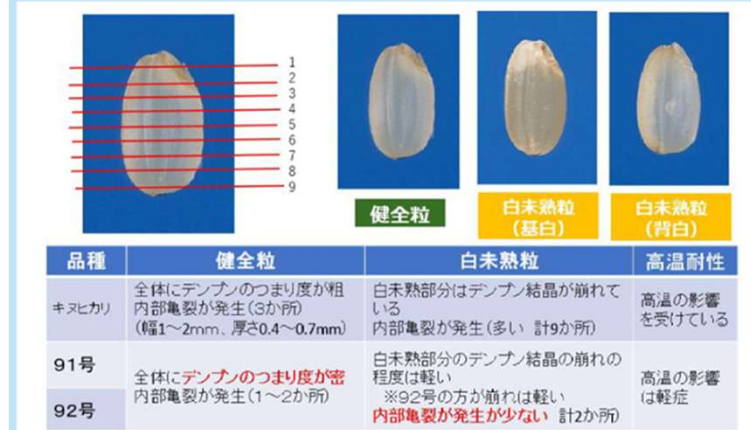 1
2
3
4
5
6
7
8
9
健全粒
白未熟粒
(基白)
白未熟粒
(背白)
品種
健全粒
白未熟粒
高温耐性
キヌヒカリ
全体にデンプンのつまり度が粗
内部亀裂が発生(3か所)
(幅1~2mm、厚さ0.4~0.7mm)
白未熟部分はデンプン結晶が崩れて
いる
内部亀裂が発生(多い 計9か所)
高温の影響
を受けている
91号
92号
全体にデンプンのつまり度が密
内部亀裂が発生(1~2か所)
白未熟部分のデンプン結晶の崩れの
程度は軽い
※92号の方が崩れは軽い
内部亀裂が発生が少ない 計2か所)
高温の影響
は軽症